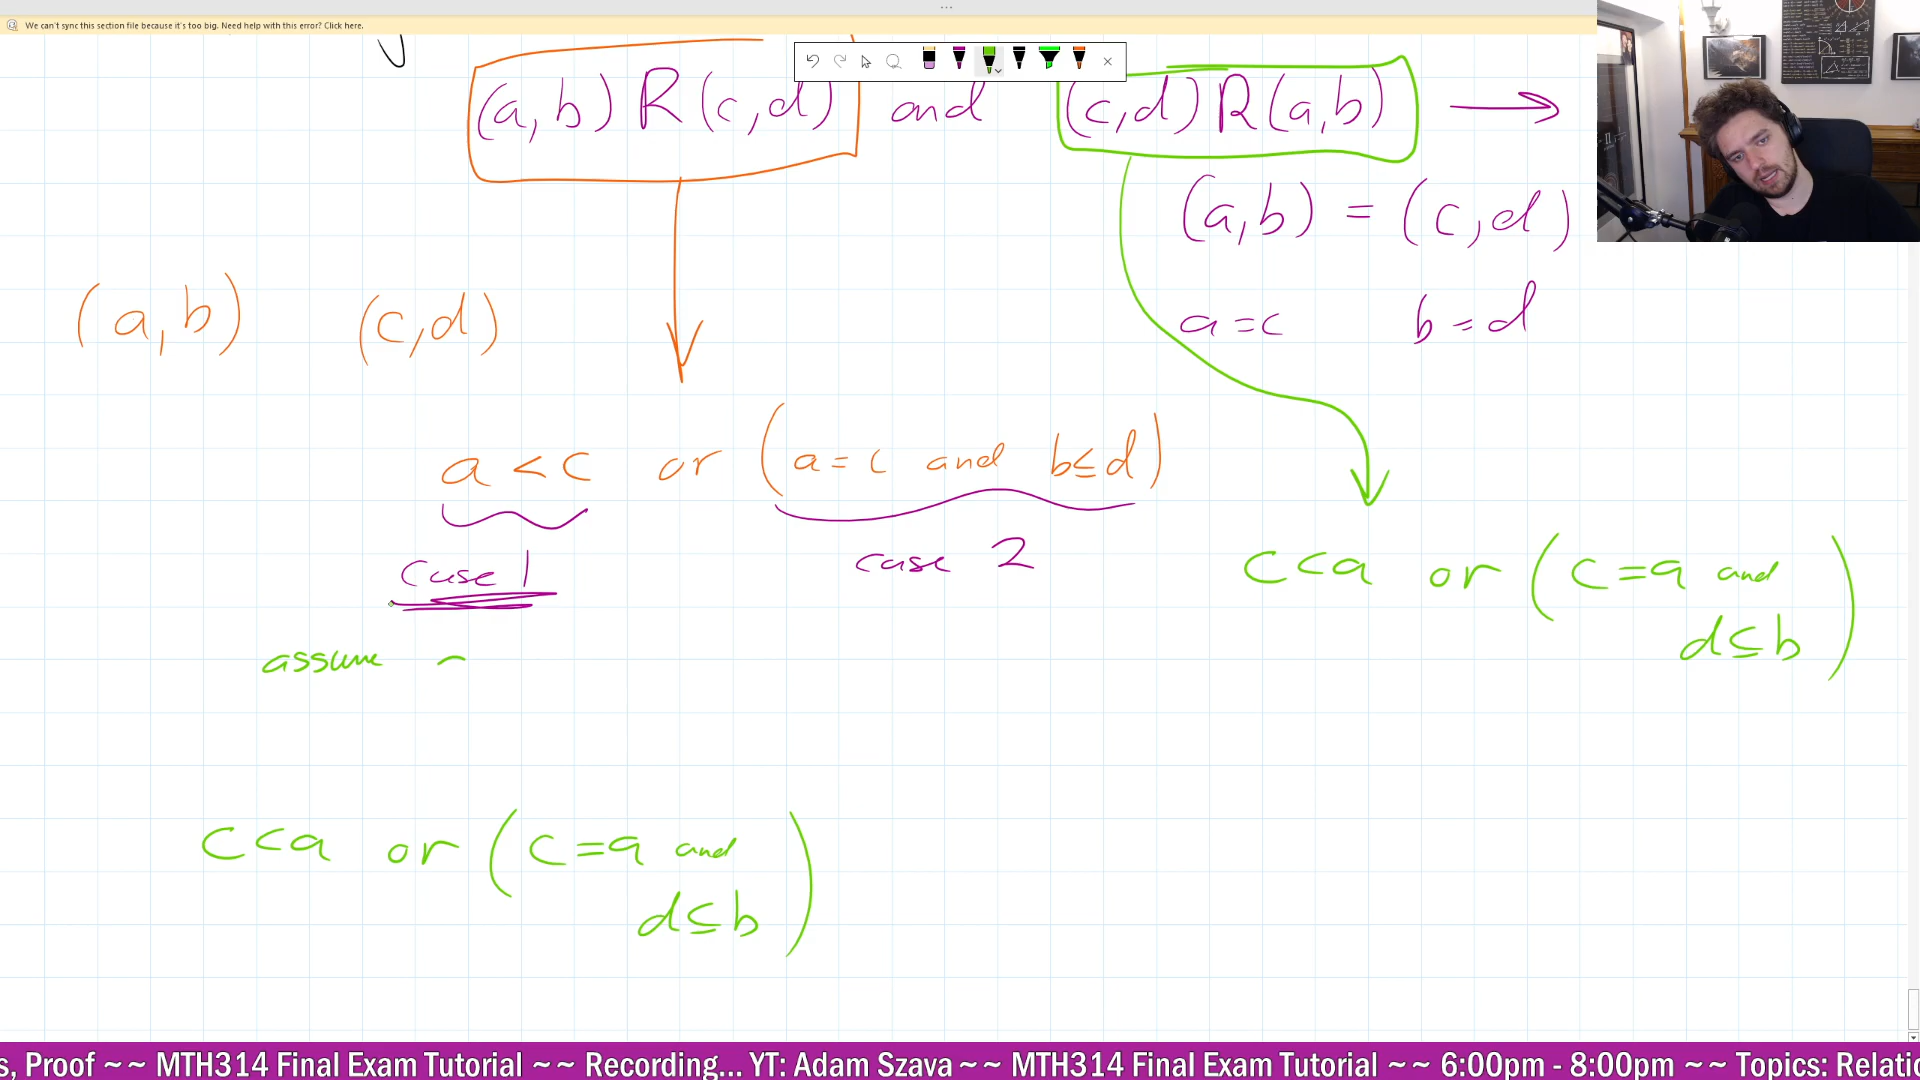 We can't sync this section file because it's too big. Need help with this error? Click here.
(a,b) R (c,d) and (c,d) R (a,b) →
(a,b) = (c,d)
a=c b=d
(a,b) (c,d)
a < c or (a=c and b≤d)
case 1 case 2
c<a or (c=a and
d≤b)
assume
c<a or (c=a and
d≤b)
s, Proof ~~ MTH314 Final Exam Tutorial ~~ Recording... YT: Adam Szava ~~ MTH314 Final Exam Tutorial ~~ 6:00pm - 8:00pm ~~ Topics: Relatio